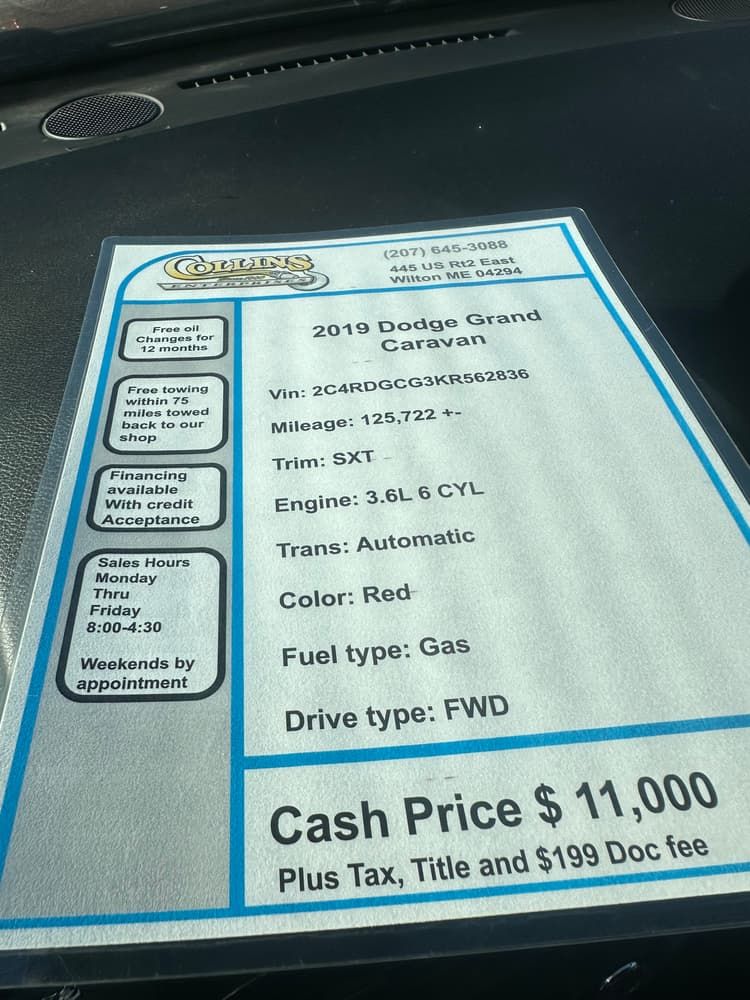 COLLINS
ENTERPRISES
(207) 645-3088
445 US Rt2 East
Wilton ME 04294
Free oil
Changes for
12 months
Free towing
within 75
miles towed
back to our
shop
Financing
available
With credit
Acceptance
Sales Hours
Monday
Thru
Friday
8:00-4:30
Weekends by
appointment
2019 Dodge Grand
Caravan
Vin: 2C4RDGCG3KR562836
Mileage: 125,722 +-
Trim: SXT
Engine: 3.6L 6 CYL
Trans: Automatic
Color: Red
Fuel type: Gas
Drive type: FWD
Cash Price $ 11,000
Plus Tax, Title and $199 Doc fee